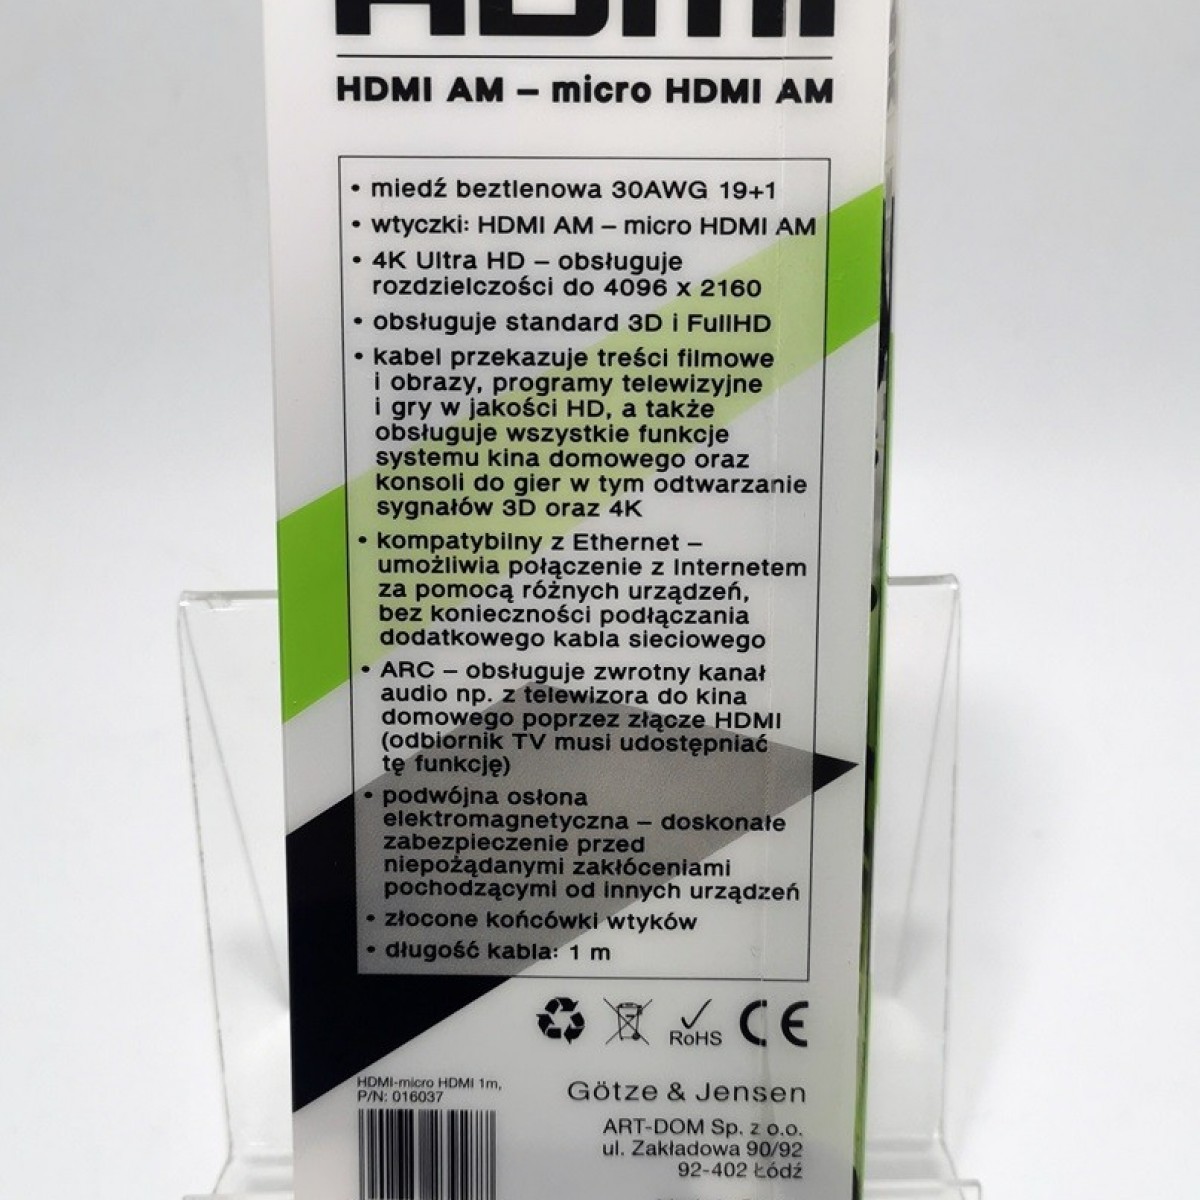 HDMI
HDMI AM – micro HDMI AM
• miedź beztlenowa 30AWG 19+1
• wtyczki: HDMI AM – micro HDMI AM
• 4K Ultra HD – obsługuje
rozdzielczości do 4096 x 2160
• obsługuje standard 3D i FullHD
• kabel przekazuje treści filmowe
i obrazy, programy telewizyjne
i gry w jakości HD, a także
obsługuje wszystkie funkcje
systemu kina domowego oraz
konsoli do gier w tym odtwarzanie
sygnałów 3D oraz 4K
• kompatybilny z Ethernet –
umożliwia połączenie z Internetem
za pomocą różnych urządzeń,
bez konieczności podłączania
dodatkowego kabla sieciowego
• ARC – obsługuje zwrotny kanał
audio np. z telewizora do kina
domowego poprzez złącze HDMI
(odbiornik TV musi udostępniać
tę funkcję)
• podwójna osłona
elektromagnetyczna – doskonałe
zabezpieczenie przed
niepożądanymi zakłóceniami
pochodzącymi od innych urządzeń
• złocone końcówki wtyków
• długość kabla: 1 m
RoHS CE
HDMI-micro HDMI 1m,
P/N: 016037
Götze & Jensen
ART-DOM Sp. z o.o.
ul. Zakładowa 90/92
92-402 Łódź